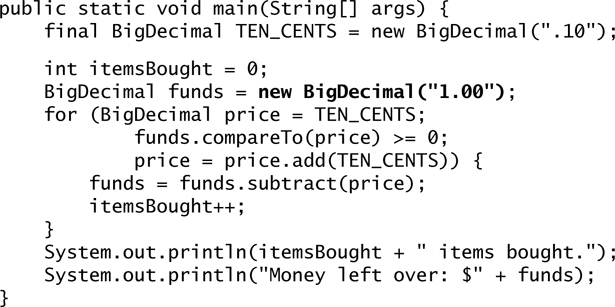 public static void main(String[] args) {
    final BigDecimal TEN_CENTS = new BigDecimal(".10");
    int itemsBought = 0;
    BigDecimal funds = new BigDecimal("1.00");
    for (BigDecimal price = TEN_CENTS;
            funds.compareTo(price) >= 0;
            price = price.add(TEN_CENTS)) {
        funds = funds.subtract(price);
        itemsBought++;
    }
    System.out.println(itemsBought + " items bought.");
    System.out.println("Money left over: $" + funds);
}